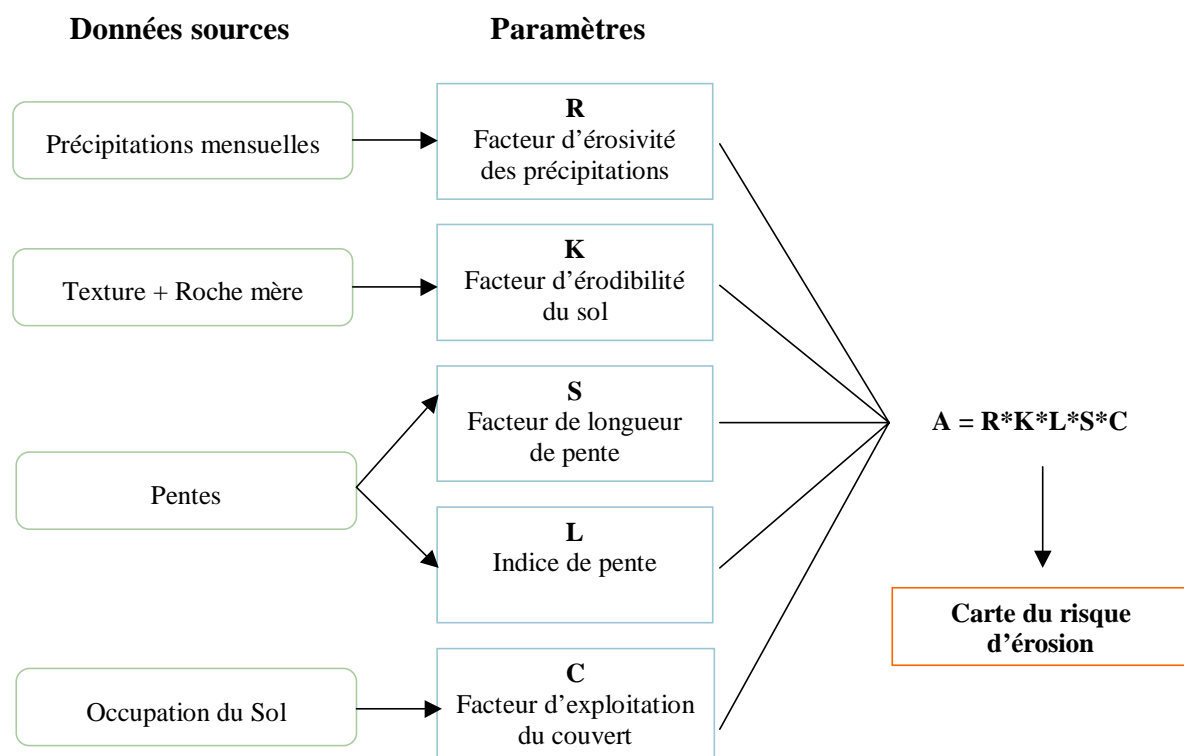 Données sources
Paramètres
Précipitations mensuelles
R
Facteur d’érosivité
des précipitations
Texture + Roche mère
K
Facteur d’érodibilité
du sol
Pentes
S
Facteur de longueur
de pente
L
Indice de pente
Occupation du Sol
C
Facteur d’exploitation
du couvert
A = R*K*L*S*C
Carte du risque
d’érosion